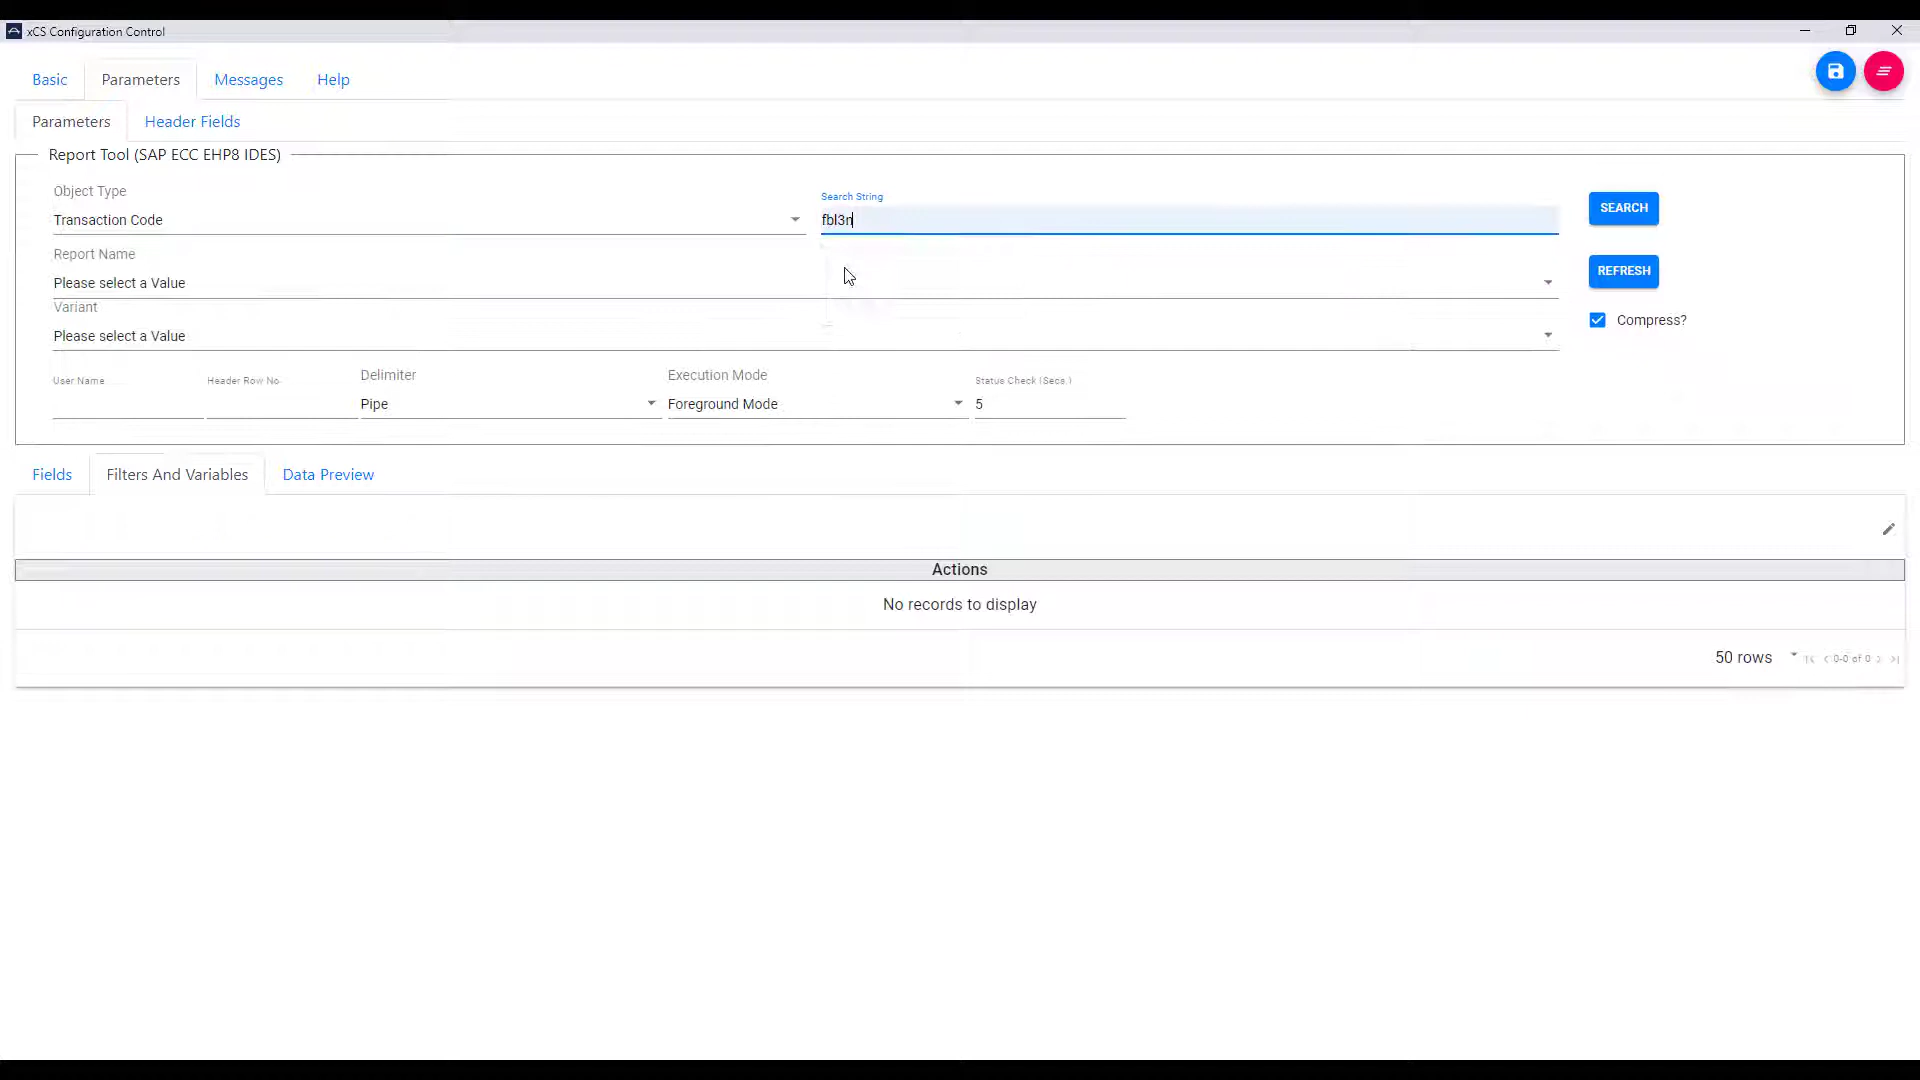 xCS Configuration Control
Basic Parameters Messages Help
Parameters Header Fields
Report Tool (SAP ECC EHP8 IDES)
Object Type
Transaction Code
Search String
fbl3n
SEARCH
Report Name
Please select a Value
REFRESH
Variant
Please select a Value
Compress?
User Name
Header Row No
Delimiter
Pipe
Execution Mode
Foreground Mode
Status Check (Secs.)
5
Fields Filters And Variables Data Preview
Actions
No records to display
50 rows 0-0 of 0